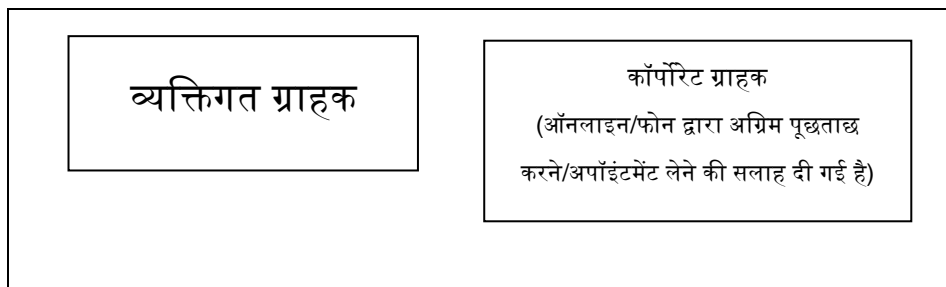 व्यक्तिगत ग्राहक
कॉर्पोरेट ग्राहक
(ऑनलाइन/फोन द्वारा अग्रिम पूछताछ
करने/अपॉइंटमेंट लेने की सलाह दी गई है)